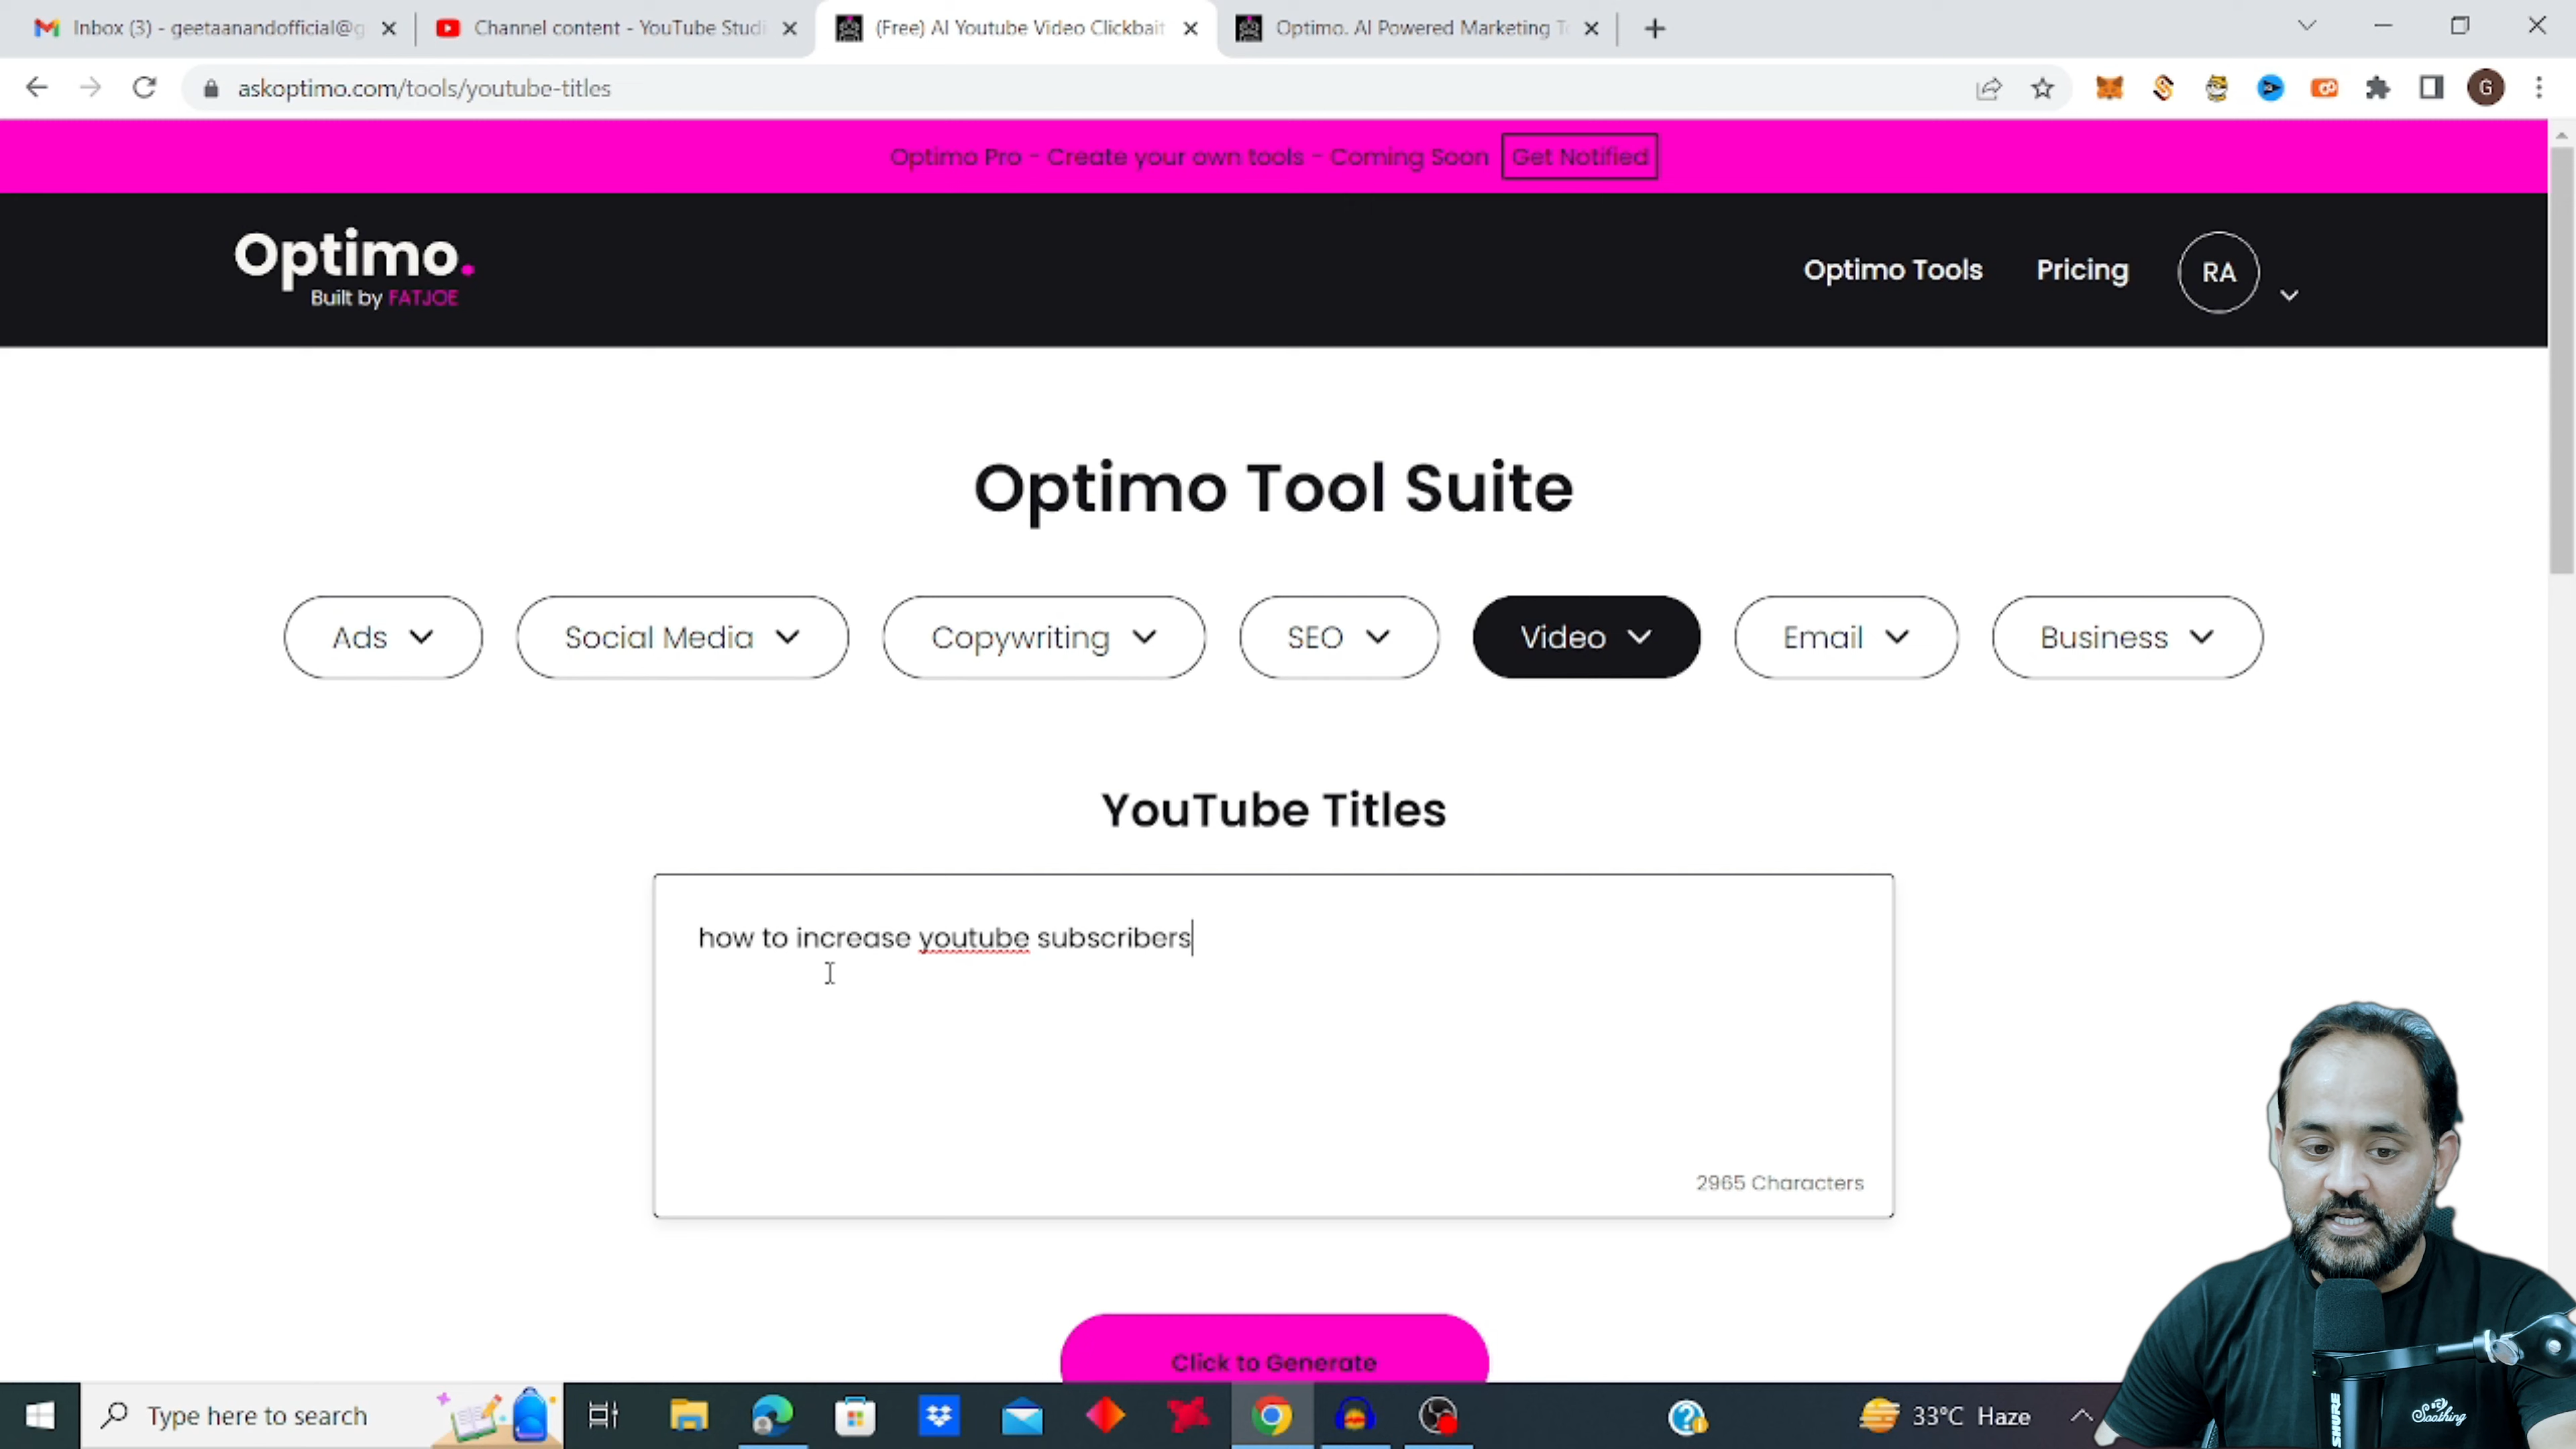 Inbox (3) - geetaanandofficial@g
Channel content - YouTube Studi
(Free) AI Youtube Video Clickbait
Optimo. AI Powered Marketing T
askoptimo.com/tools/youtube-titles
G
Optimo Pro - Create your own tools - Coming Soon Get Notified
Optimo.
Built by FATJOE
Optimo Tools
Pricing
RA
Optimo Tool Suite
Ads
Social Media
Copywriting
SEO
Video
Email
Business
YouTube Titles
how to increase youtube subscribers
2965 Characters
Click to Generate
Type here to search
33°C Haze
SHURE
Soothing